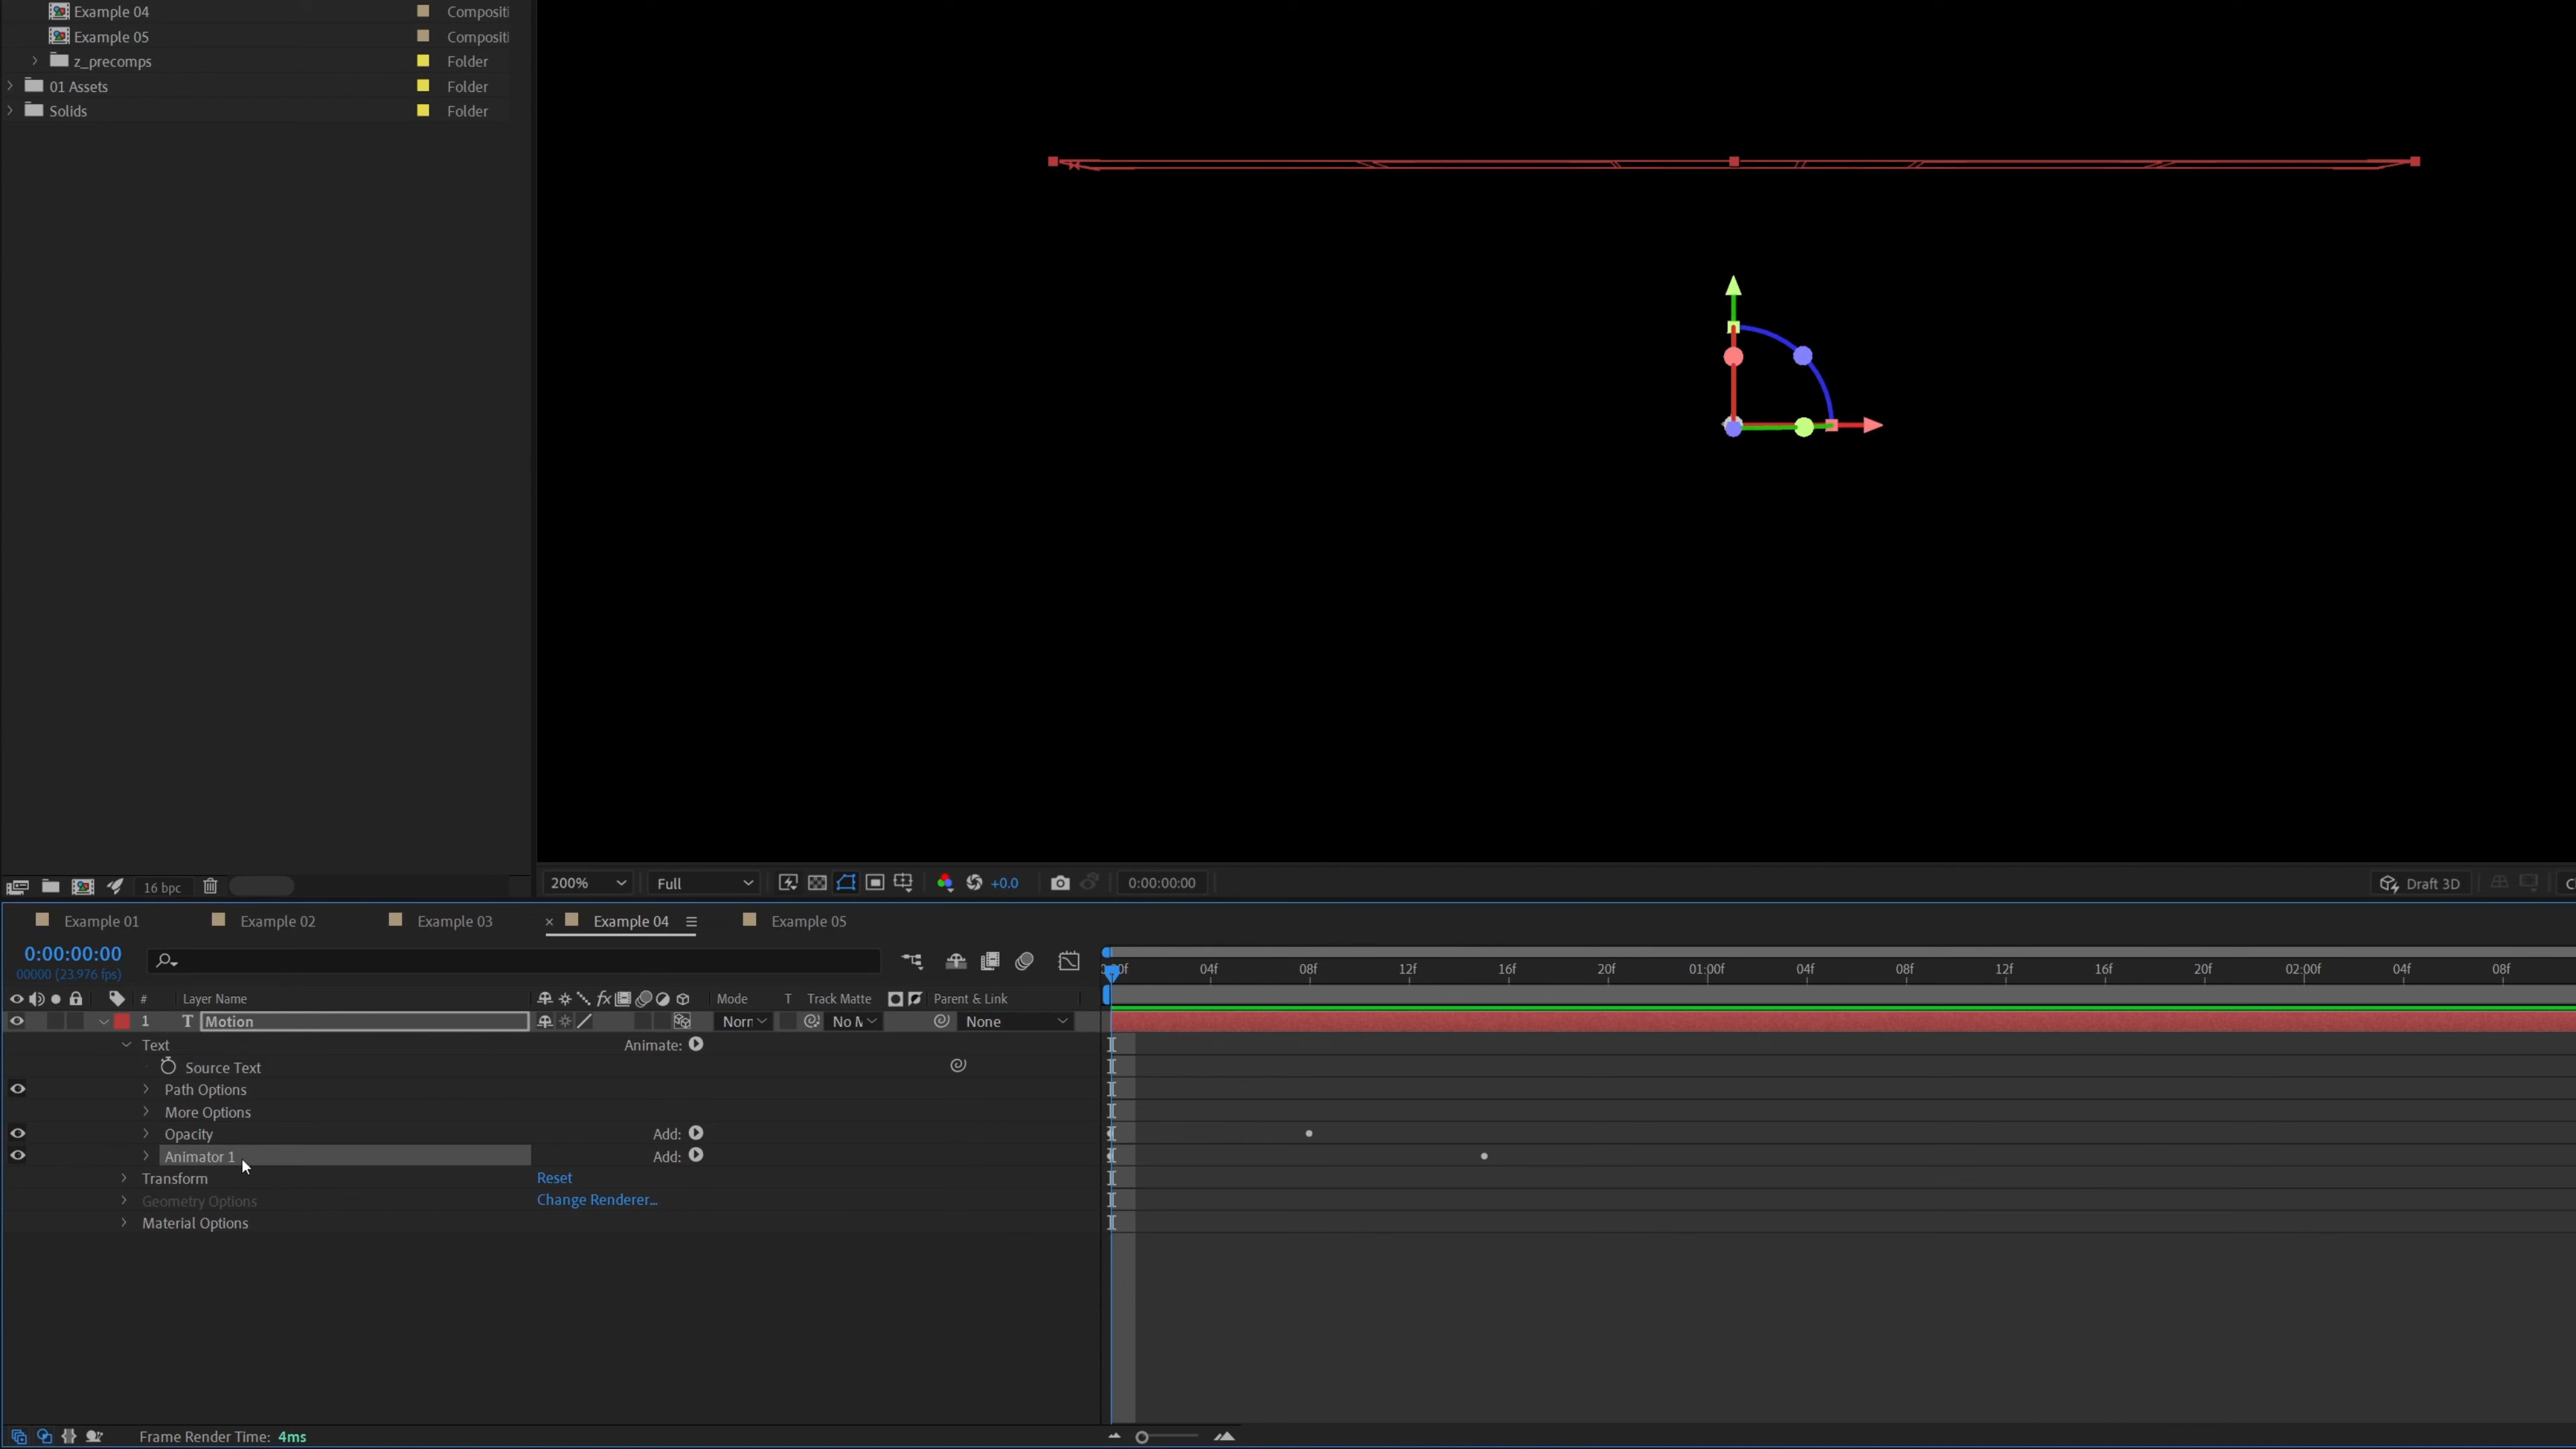 Example 04 Compositi
Example 05 Compositi
z_precomps Folder
01 Assets Folder
Solids Folder
16 bpc
200% Full +0.0 0:00:00:00 Draft 3D
Example 01 Example 02 Example 03 × Example 04 Example 05
0:00:00:00
00000 (23.976 fps)
04f 08f 12f 16f 20f 01:00f 04f 08f 12f 16f 20f 02:00f 04f 08f
# Layer Name fx Mode T Track Matte Parent & Link
1 T Motion Norr No M None
Text Animate:
Source Text
Path Options
More Options
Opacity Add:
Animator 1 Add:
Transform Reset
Geometry Options Change Renderer...
Material Options
Frame Render Time: 4ms